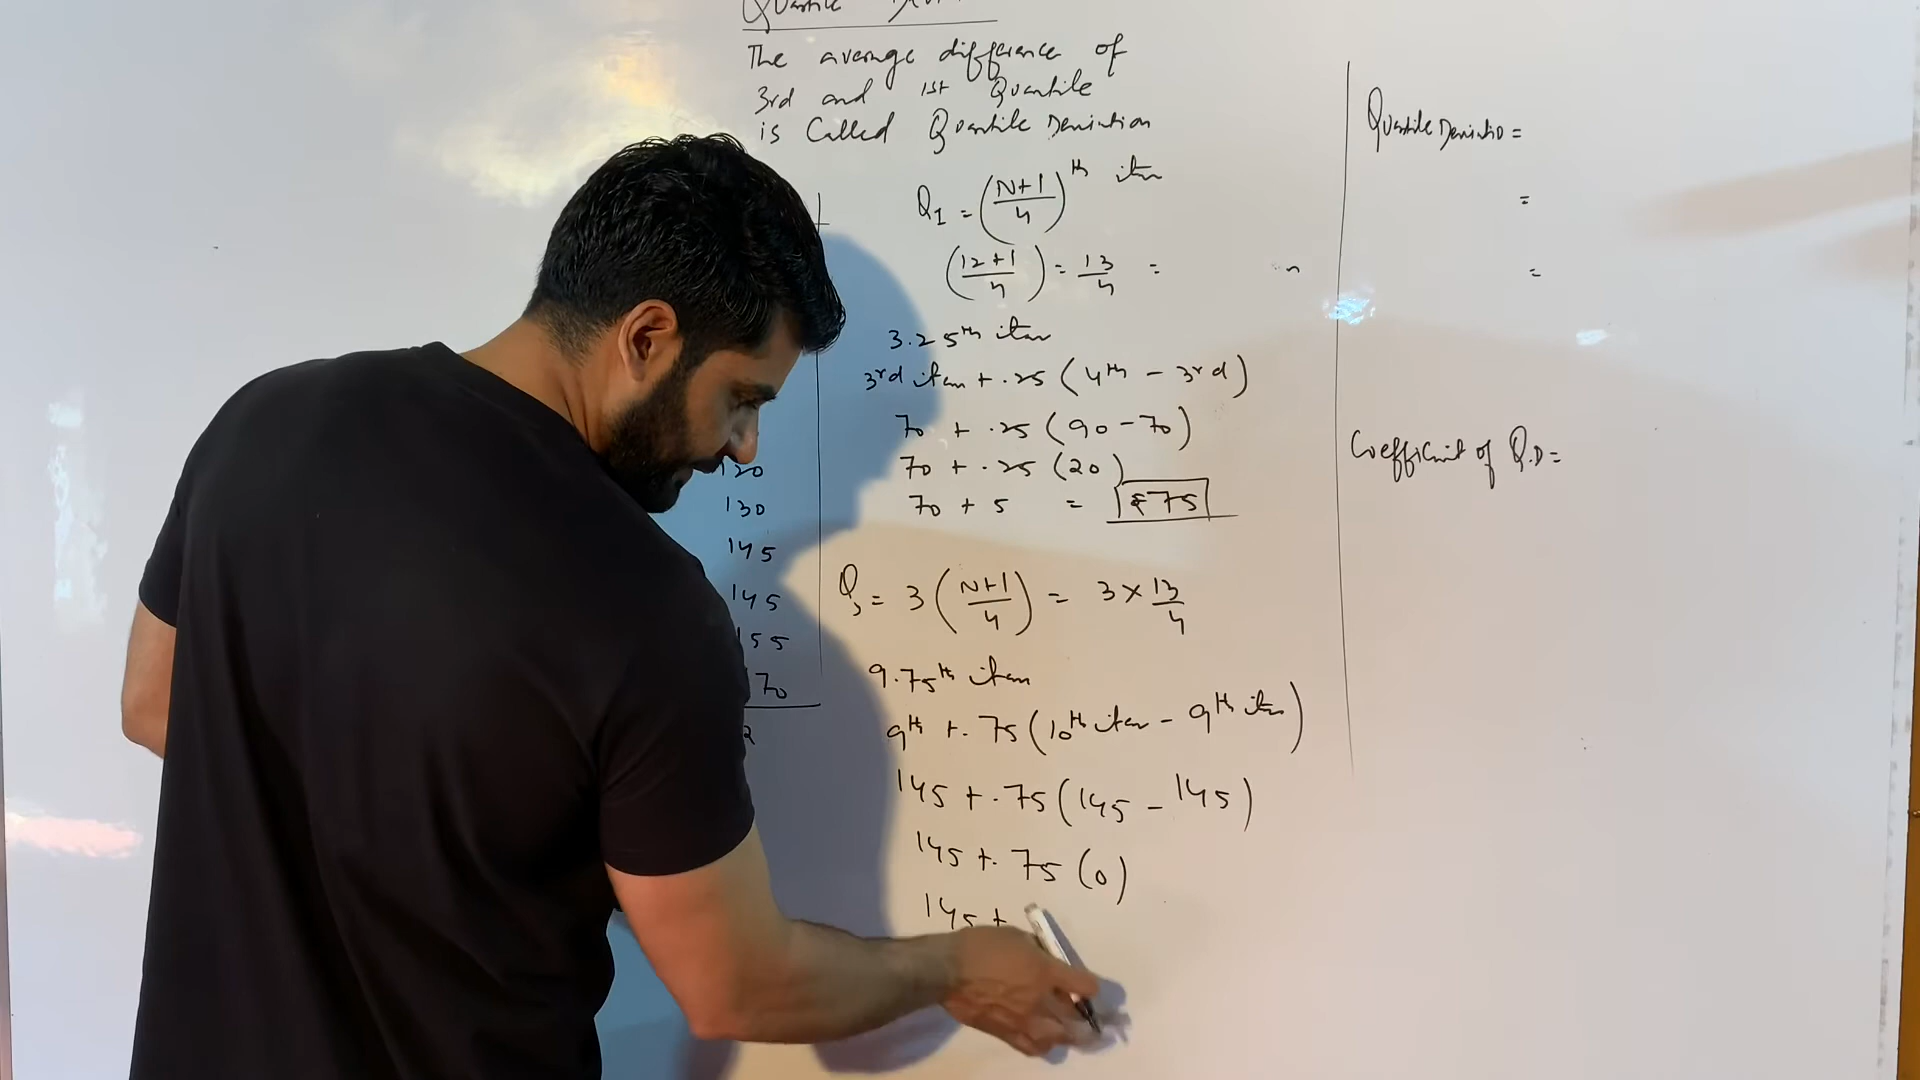 Quartile
The average difference of
3rd and 1st Quartile
is Called Quartile Deviation
Q1 = (N+1/4)th item
(12+1/4) = 13/4 =
3.25th item
3rd item + .25 (4th - 3rd)
70 + .25 (90-70)
70 + .25 (20)
70 + 5 = ₹75
120
130
145
145
155
70
2
Q3 = 3 (N+1/4) = 3 × 13/4
9.75th item
9th + .75 (10th item - 9th item)
145 + .75 (145 - 145)
145 + .75 (0)
145 +
Quartile Deviatio =
=
=
Coefficient of Q.D =